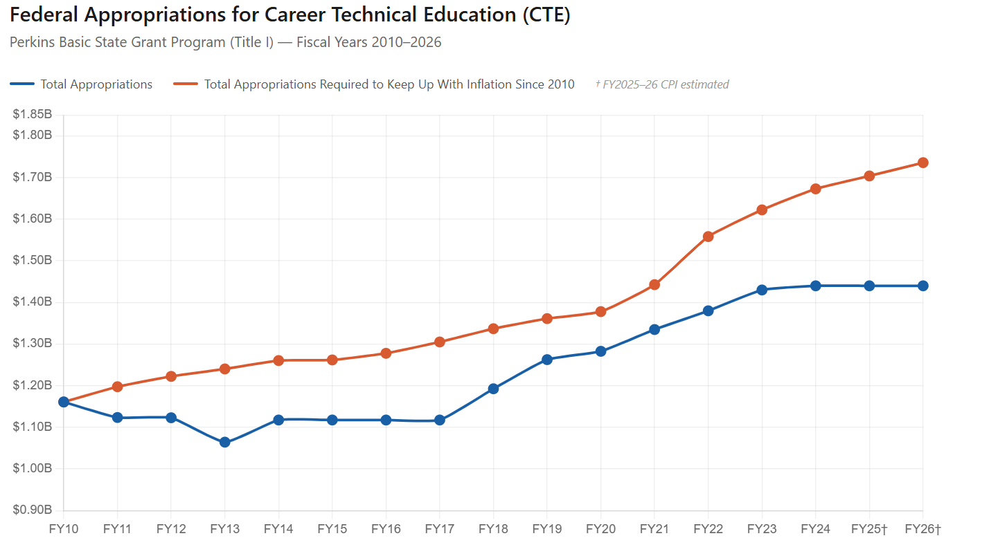 Federal Appropriations for Career Technical Education (CTE)
Perkins Basic State Grant Program (Title I) — Fiscal Years 2010–2026
Total Appropriations Total Appropriations Required to Keep Up With Inflation Since 2010 † FY2025–26 CPI estimated
$1.85B
$1.80B
$1.70B
$1.60B
$1.50B
$1.40B
$1.30B
$1.20B
$1.10B
$1.00B
$0.90B
FY10 FY11 FY12 FY13 FY14 FY15 FY16 FY17 FY18 FY19 FY20 FY21 FY22 FY23 FY24 FY25† FY26†